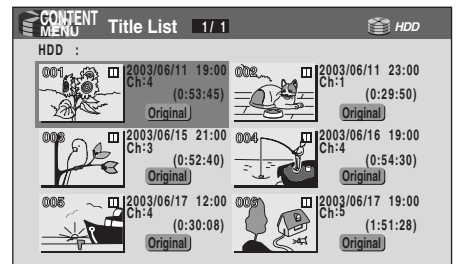 CONTENT MENU Title List 1/1 HDD
HDD :
001 2003/06/11 19:00
Ch:4
(0:53:45)
Original
002 2003/06/11 23:00
Ch:1
(0:29:50)
Original
003 2003/06/15 21:00
Ch:3
(0:52:40)
Original
004 2003/06/16 19:00
Ch:4
(0:54:30)
Original
005 2003/06/17 12:00
Ch:4
(0:30:08)
Original
006 2003/06/17 19:00
Ch:5
(1:51:28)
Original